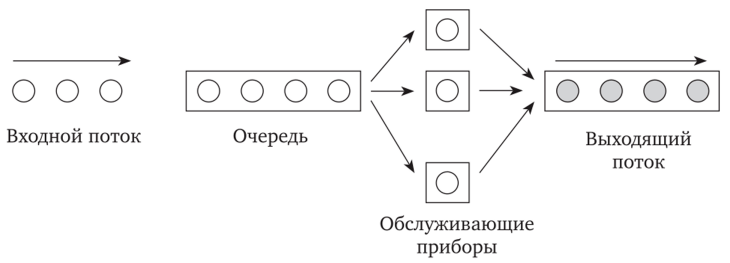 Входной поток
Очередь
Обслуживающие
приборы
Выходящий
поток